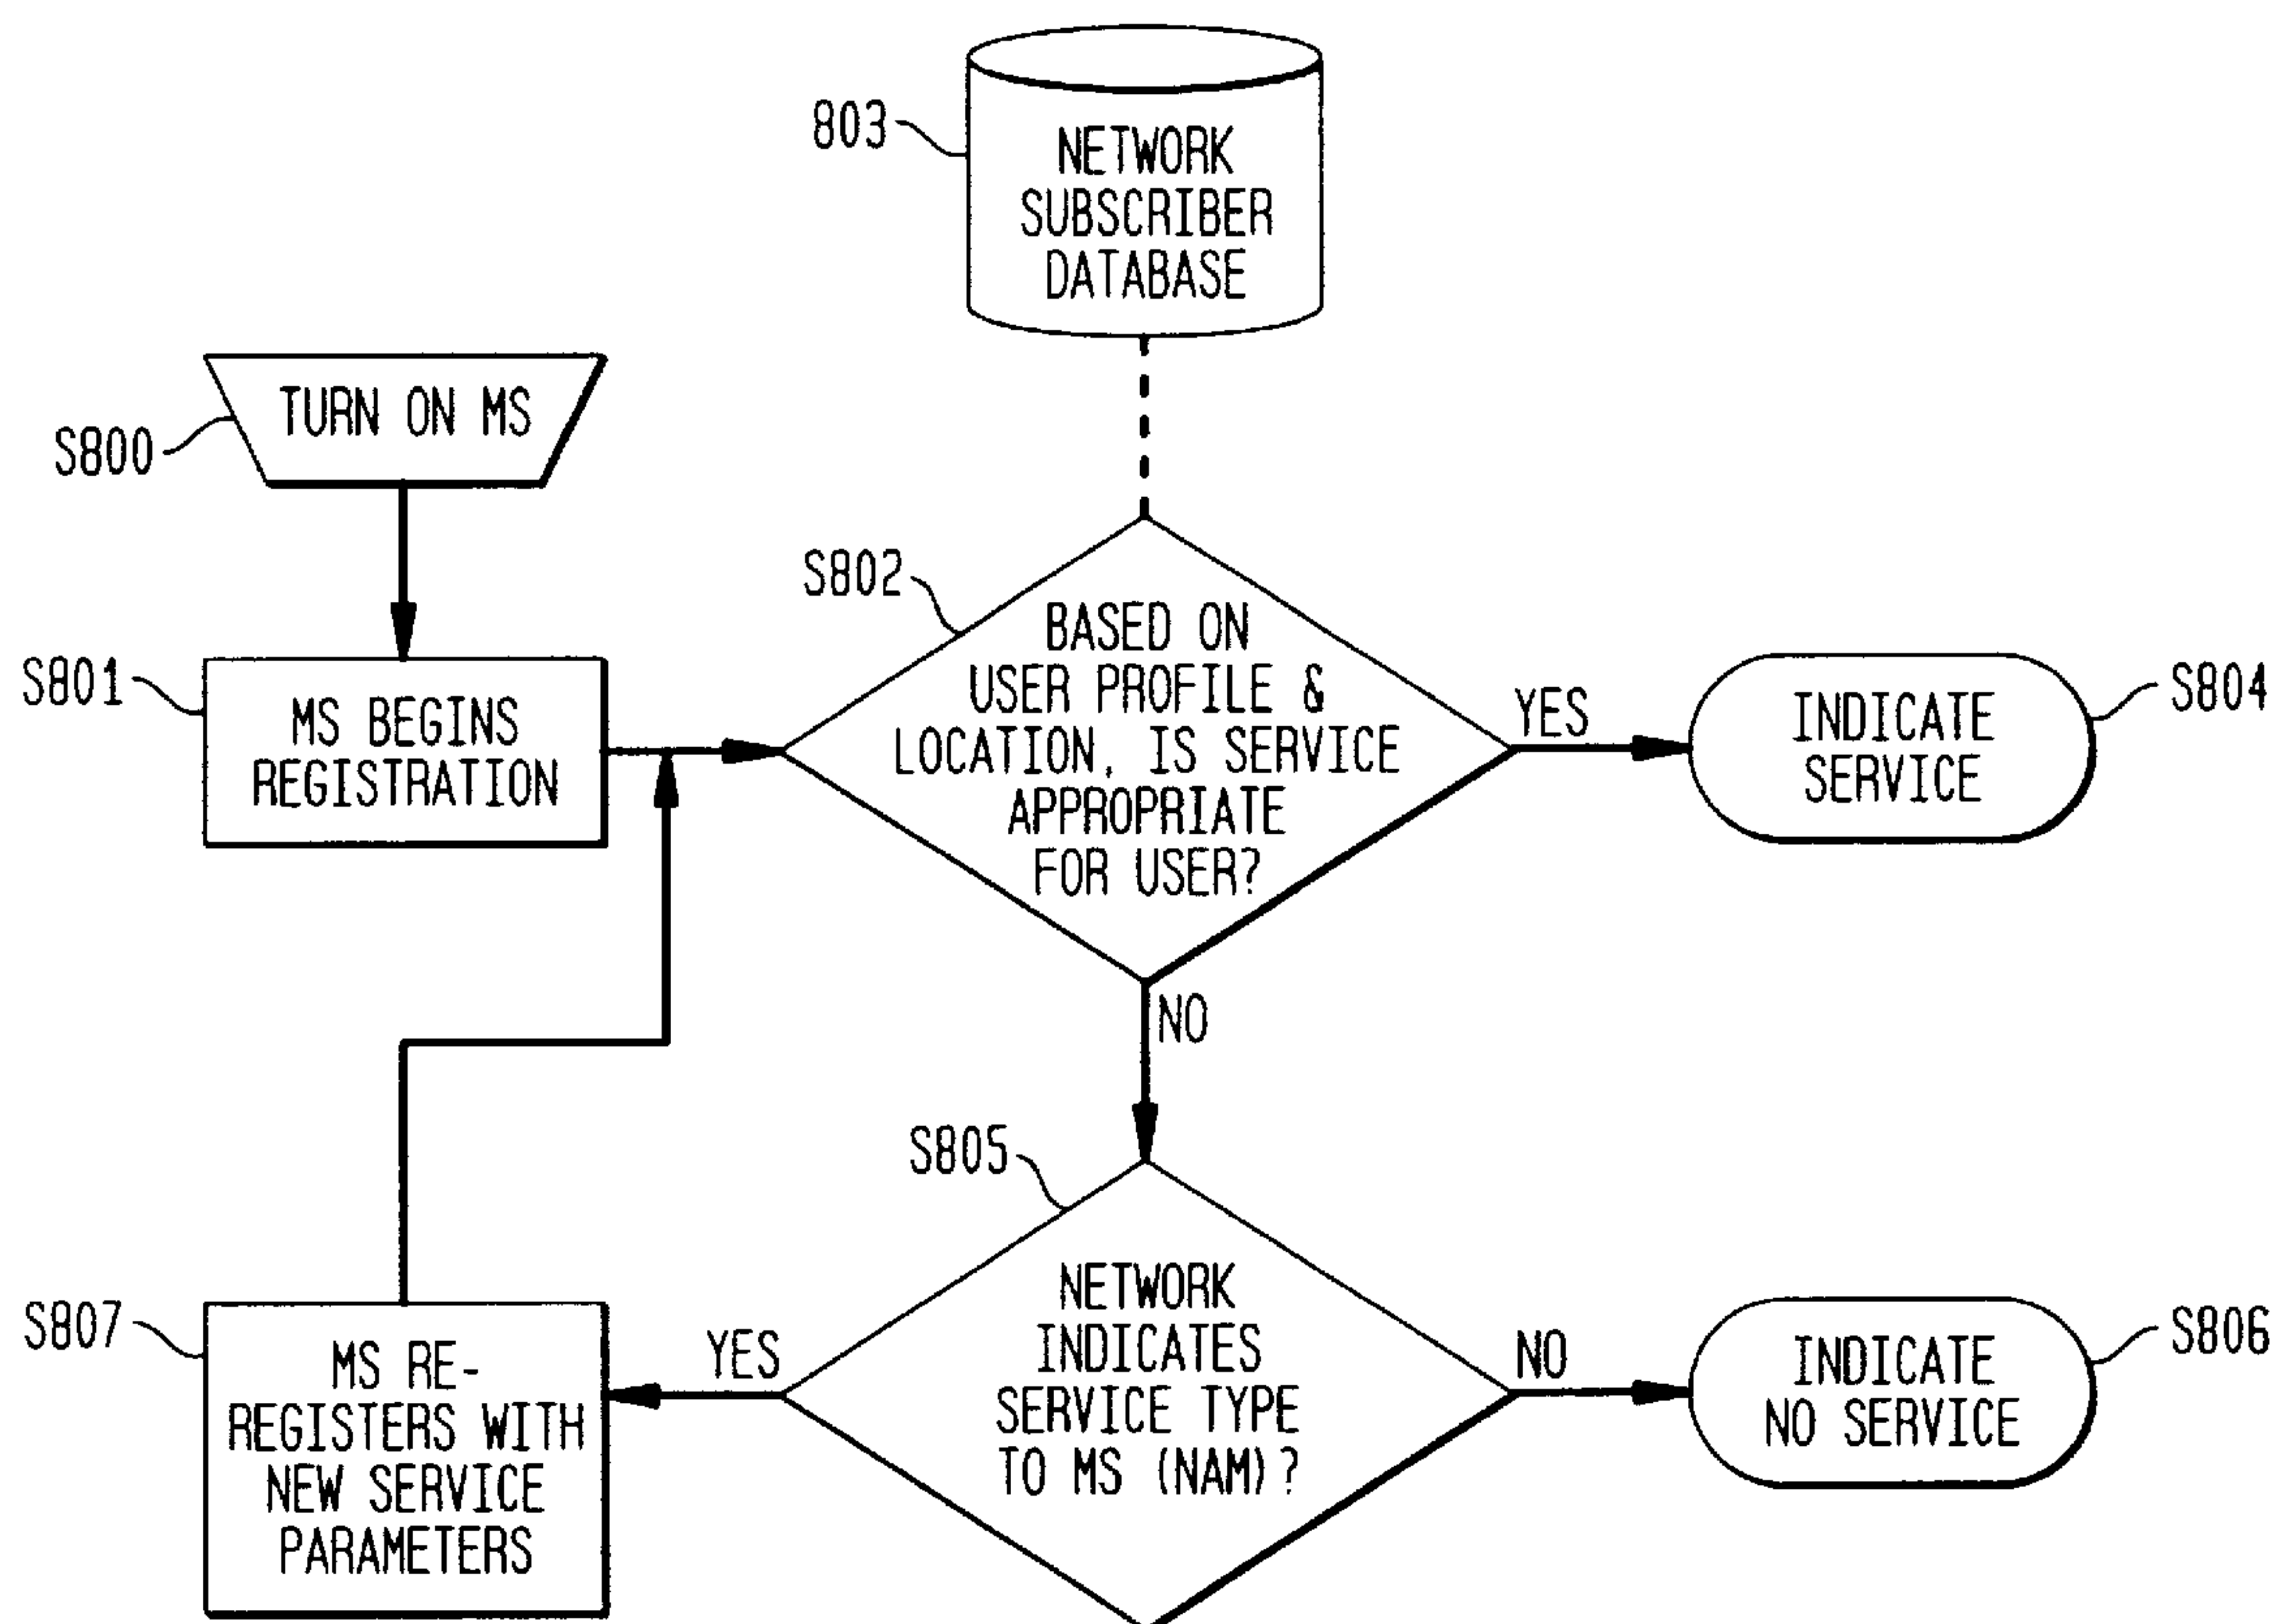 803
NETWORK
SUBSCRIBER
DATABASE
S800
TURN ON MS
S801
MS BEGINS
REGISTRATION
S802
BASED ON
USER PROFILE &
LOCATION, IS SERVICE
APPROPRIATE
FOR USER?
YES
INDICATE
SERVICE
S804
NO
S805
NETWORK
INDICATES
SERVICE TYPE
TO MS (NAM)?
NO
INDICATE
NO SERVICE
S806
YES
S807
MS RE-
REGISTERS WITH
NEW SERVICE
PARAMETERS